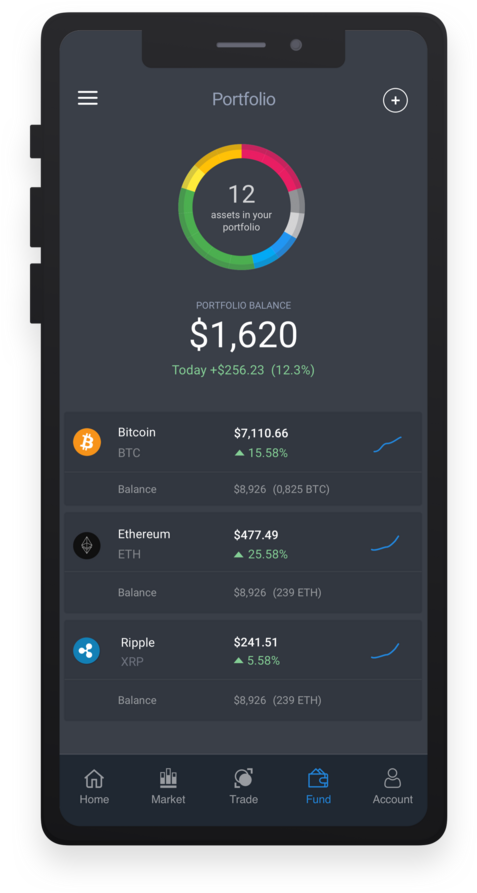 Portfolio
12
assets in your
portfolio
PORTFOLIO BALANCE
$1,620
Today +$256.23 (12.3%)
Bitcoin $7,110.66
BTC 15.58%
Balance $8,926 (0,825 BTC)
Ethereum $477.49
ETH 25.58%
Balance $8,926 (239 ETH)
Ripple $241.51
XRP 5.58%
Balance $8,926 (239 ETH)
Home Market Trade Fund Account